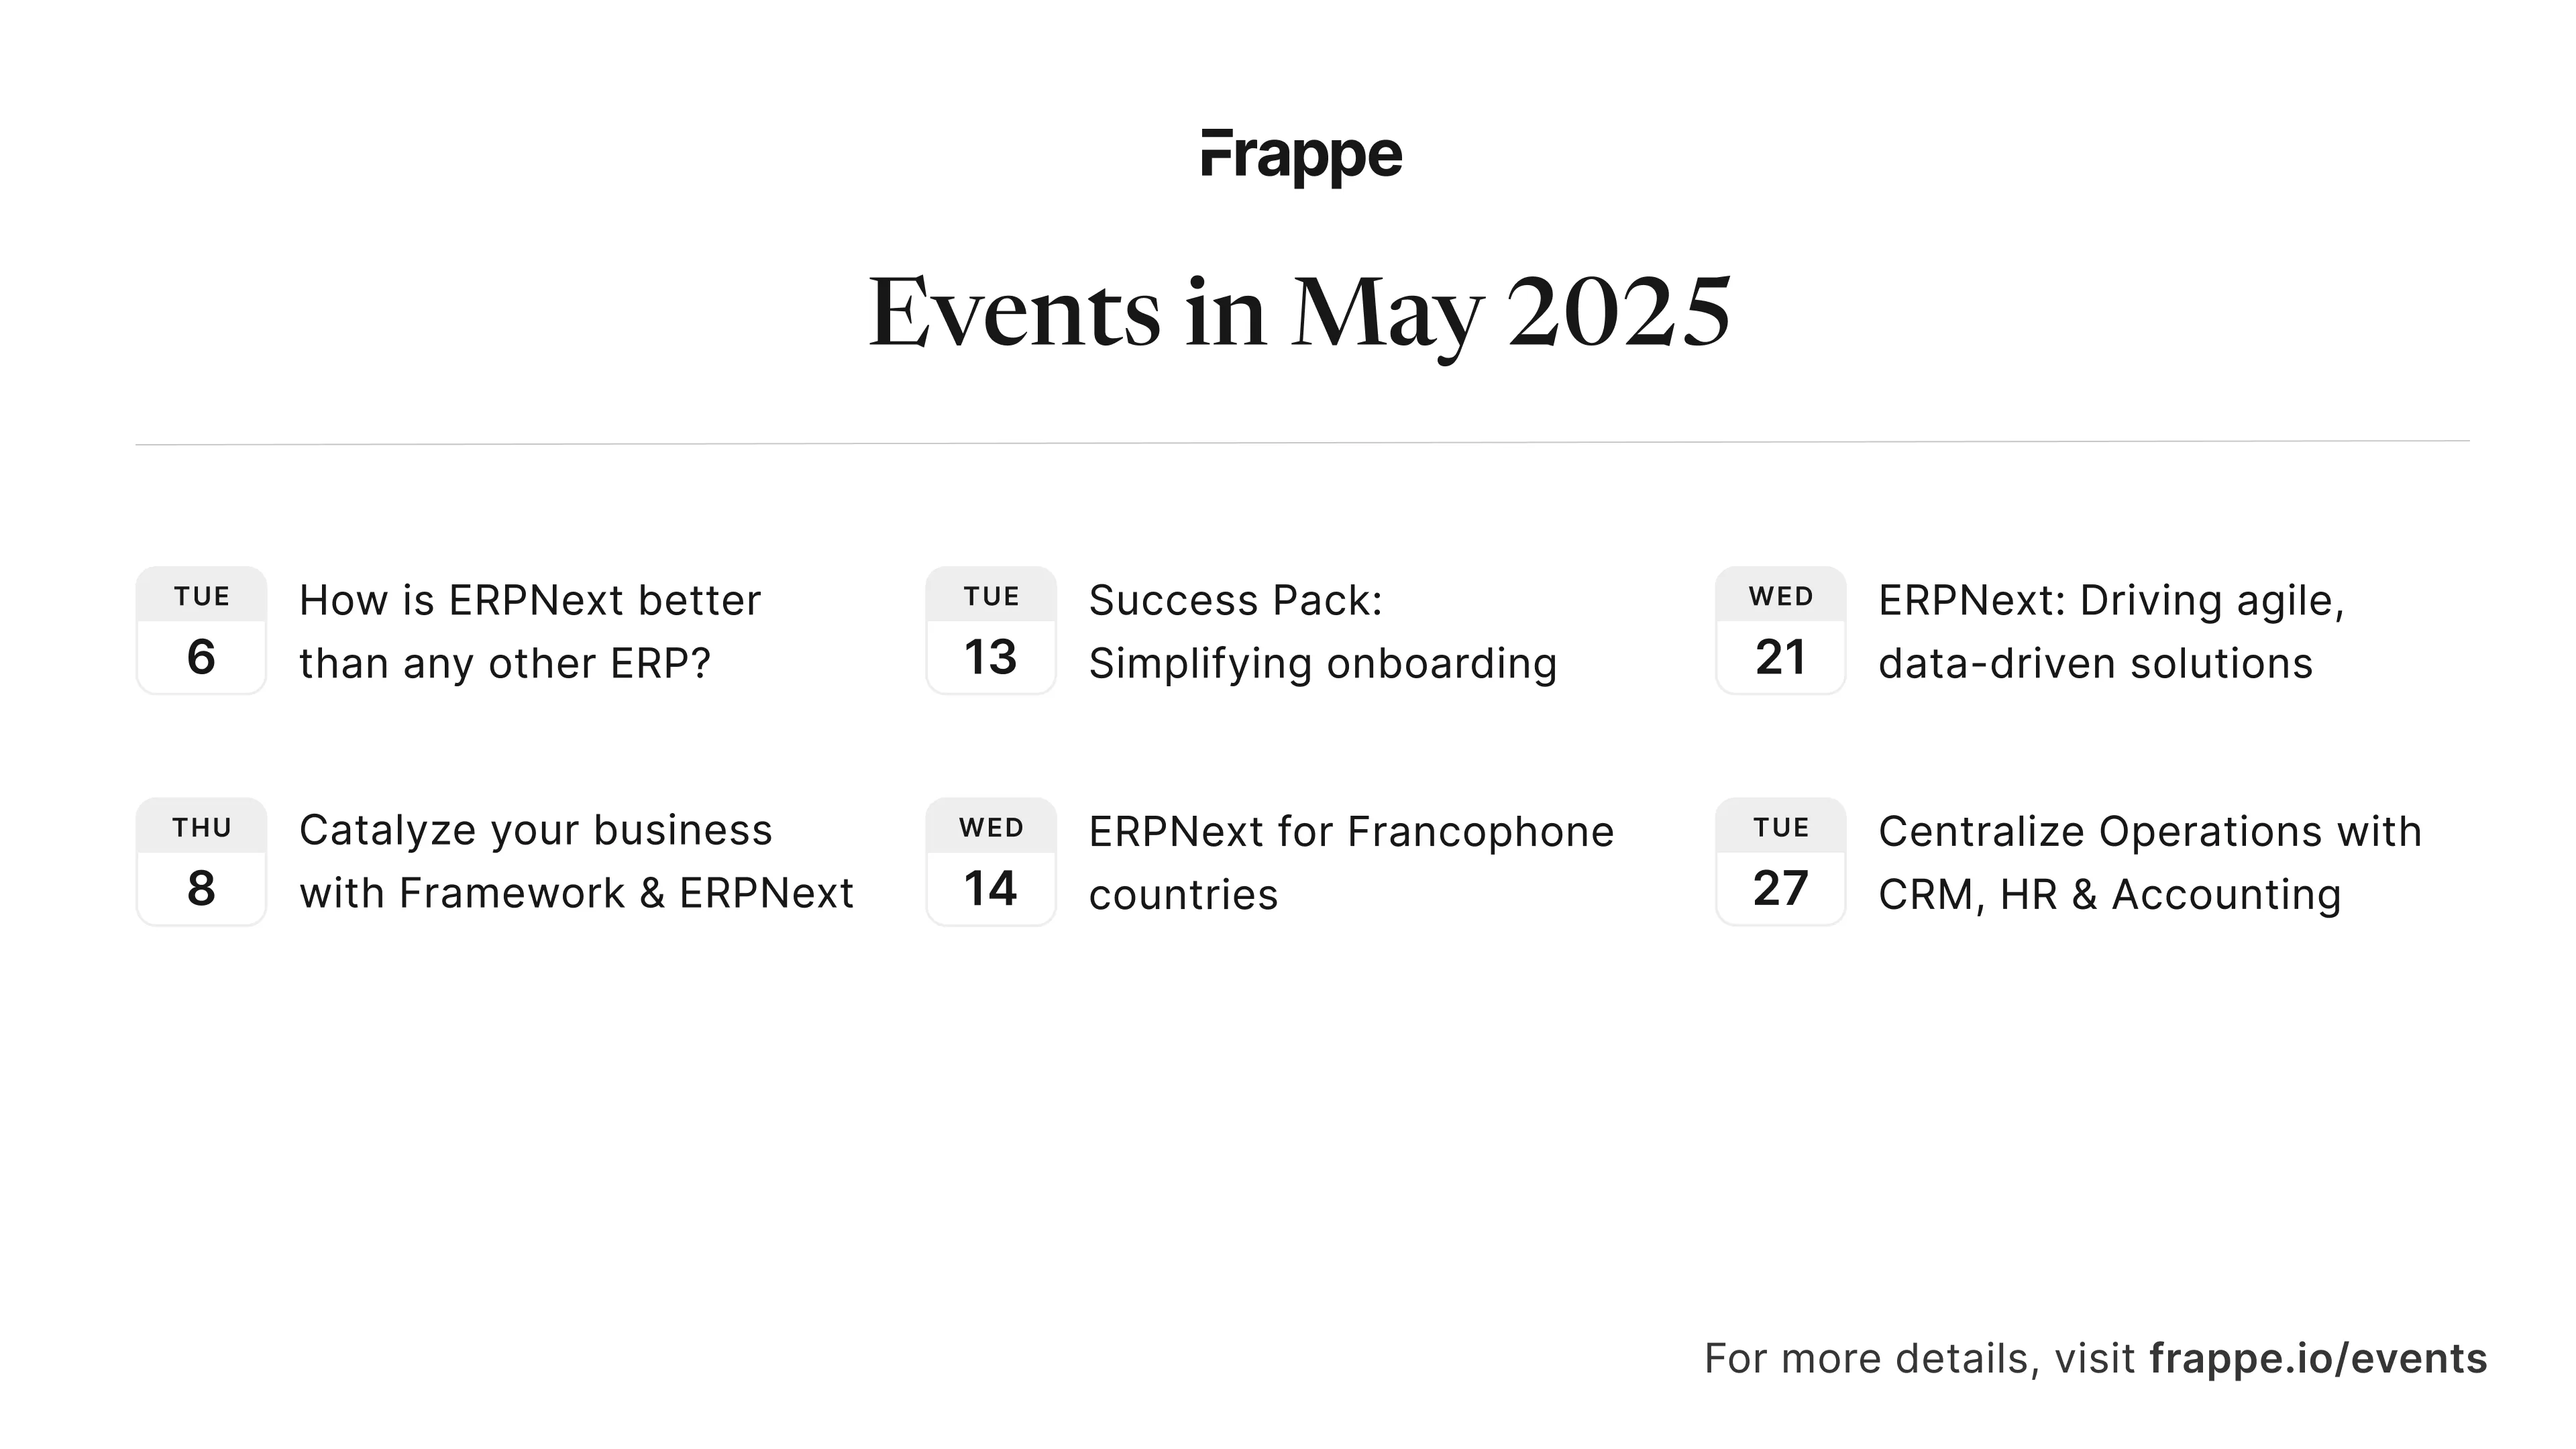 Frappe
Events in May 2025
TUE
6
How is ERPNext better
than any other ERP?
THU
8
Catalyze your business
with Framework & ERPNext
TUE
13
Success Pack:
Simplifying onboarding
WED
14
ERPNext for Francophone
countries
WED
21
ERPNext: Driving agile,
data-driven solutions
TUE
27
Centralize Operations with
CRM, HR & Accounting
For more details, visit frappe.io/events